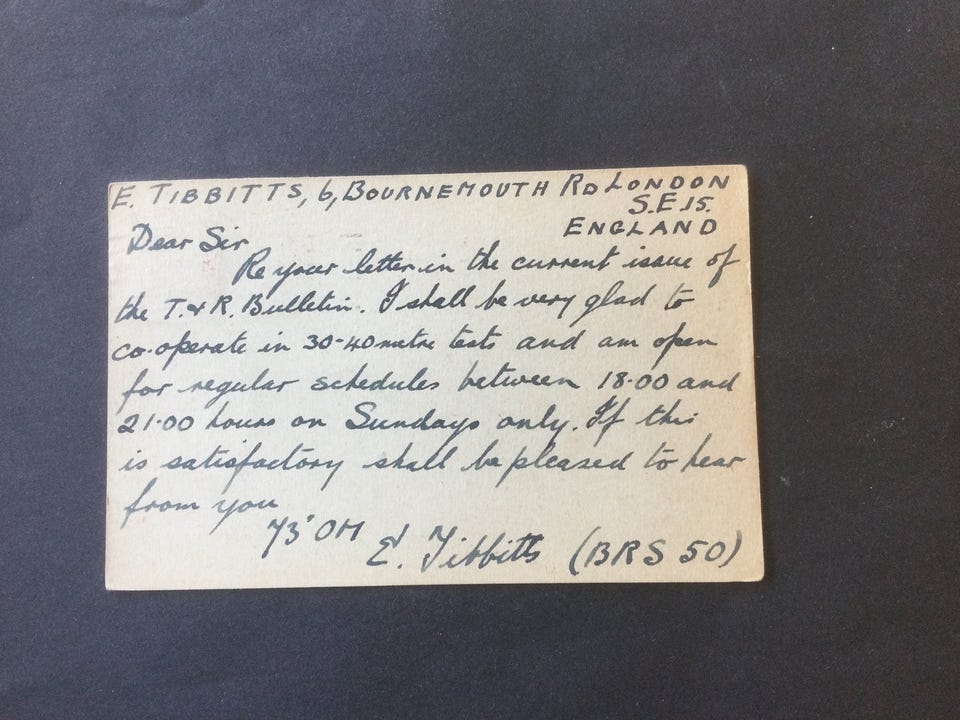 E. TIBBITTS, 6, BOURNEMOUTH RD LONDON
S.E.15.
ENGLAND
Dear Sir
Re your letter in the current issue of
the T. & R. Bulletin. I shall be very glad to
co-operate in 30-40 metre tests and am open
for regular schedules between 18.00 and
21.00 hours on Sundays only. If this
is satisfactory shall be pleased to hear
from you
73' OM
E. Tibbitts (BRS 50)